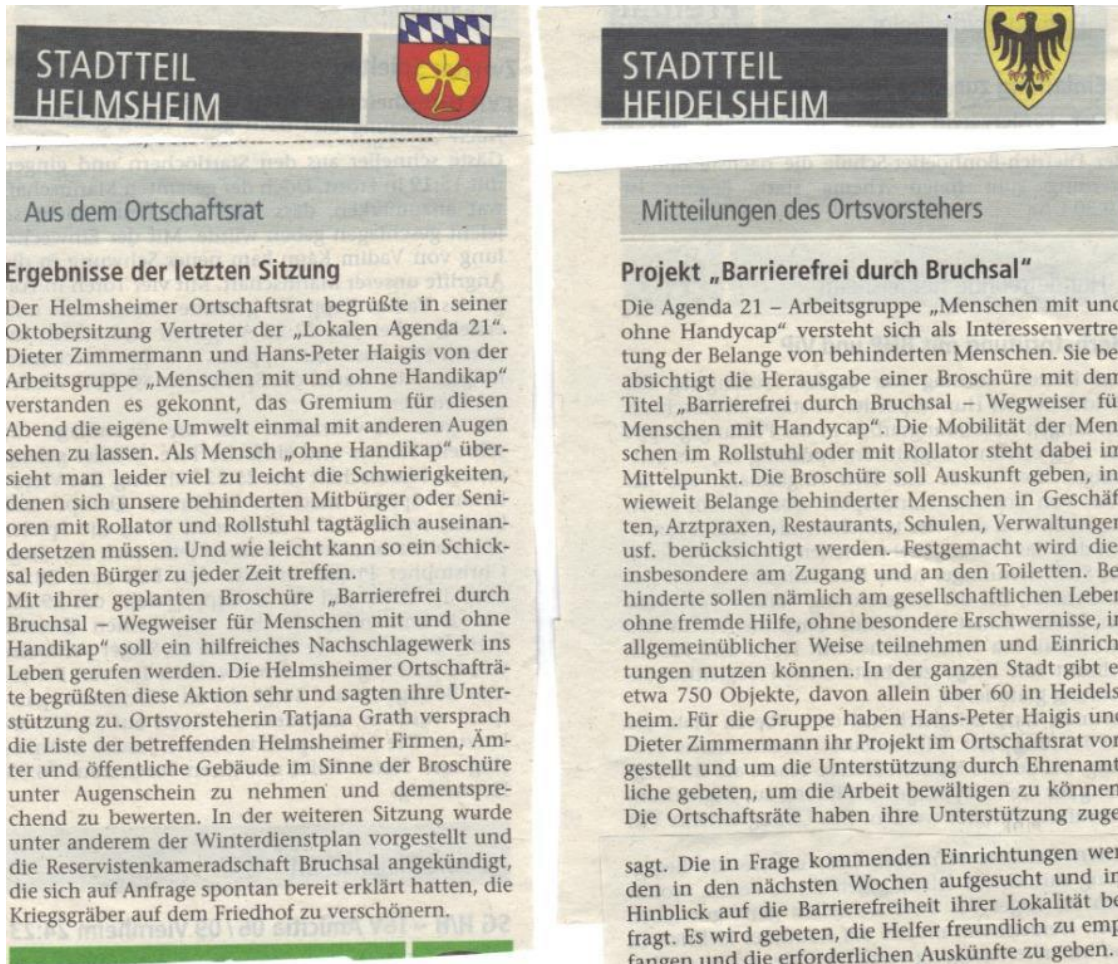 STADTTEIL
HELMSHEIM
Aus dem Ortschaftsrat
Ergebnisse der letzten Sitzung
Der Helmsheimer Ortschaftsrat begrüßte in seiner
Oktobersitzung Vertreter der „Lokalen Agenda 21“.
Dieter Zimmermann und Hans-Peter Haigis von der
Arbeitsgruppe „Menschen mit und ohne Handikap“
verstanden es gekonnt, das Gremium für diesen
Abend die eigene Umwelt einmal mit anderen Augen
sehen zu lassen. Als Mensch „ohne Handikap“ über-
sieht man leider viel zu leicht die Schwierigkeiten,
denen sich unsere behinderten Mitbürger oder Seni-
oren mit Rollator und Rollstuhl tagtäglich auseinan-
dersetzen müssen. Und wie leicht kann so ein Schick-
sal jeden Bürger zu jeder Zeit treffen.
Mit ihrer geplanten Broschüre „Barrierefrei durch
Bruchsal – Wegweiser für Menschen mit und ohne
Handikap“ soll ein hilfreiches Nachschlagewerk ins
Leben gerufen werden. Die Helmsheimer Ortschafträ-
te begrüßten diese Aktion sehr und sagten ihre Unter-
stützung zu. Ortsvorsteherin Tatjana Grath versprach
die Liste der betreffenden Helmsheimer Firmen, Äm-
ter und öffentliche Gebäude im Sinne der Broschüre
unter Augenschein zu nehmen und dementspre-
chend zu bewerten. In der weiteren Sitzung wurde
unter anderem der Winterdienstplan vorgestellt und
die Reservistenkameradschaft Bruchsal angekündigt,
die sich auf Anfrage spontan bereit erklärt hatten, die
Kriegsgräber auf dem Friedhof zu verschönern.
STADTTEIL
HEIDELSHEIM
Mitteilungen des Ortsvorstehers
Projekt „Barrierefrei durch Bruchsal“
Die Agenda 21 – Arbeitsgruppe „Menschen mit und
ohne Handycap“ versteht sich als Interessenvertre
tung der Belange von behinderten Menschen. Sie be
absichtigt die Herausgabe einer Broschüre mit dem
Titel „Barrierefrei durch Bruchsal – Wegweiser für
Menschen mit Handycap“. Die Mobilität der Men
schen im Rollstuhl oder mit Rollator steht dabei im
Mittelpunkt. Die Broschüre soll Auskunft geben, in
wieweit Belange behinderter Menschen in Geschäf
ten, Arztpraxen, Restaurants, Schulen, Verwaltungen
usf. berücksichtigt werden. Festgemacht wird die
insbesondere am Zugang und an den Toiletten. Be
hinderte sollen nämlich am gesellschaftlichen Leben
ohne fremde Hilfe, ohne besondere Erschwernisse, in
allgemeinüblicher Weise teilnehmen und Einrich
tungen nutzen können. In der ganzen Stadt gibt e
etwa 750 Objekte, davon allein über 60 in Heidels
heim. Für die Gruppe haben Hans-Peter Haigis und
Dieter Zimmermann ihr Projekt im Ortschaftsrat vor
gestellt und um die Unterstützung durch Ehrenamt
liche gebeten, um die Arbeit bewältigen zu können
Die Ortschaftsräte haben ihre Unterstützung zuge
sagt. Die in Frage kommenden Einrichtungen wer
den in den nächsten Wochen aufgesucht und im
Hinblick auf die Barrierefreiheit ihrer Lokalität be
fragt. Es wird gebeten, die Helfer freundlich zu emp
fangen und die erforderlichen Auskünfte zu geben.